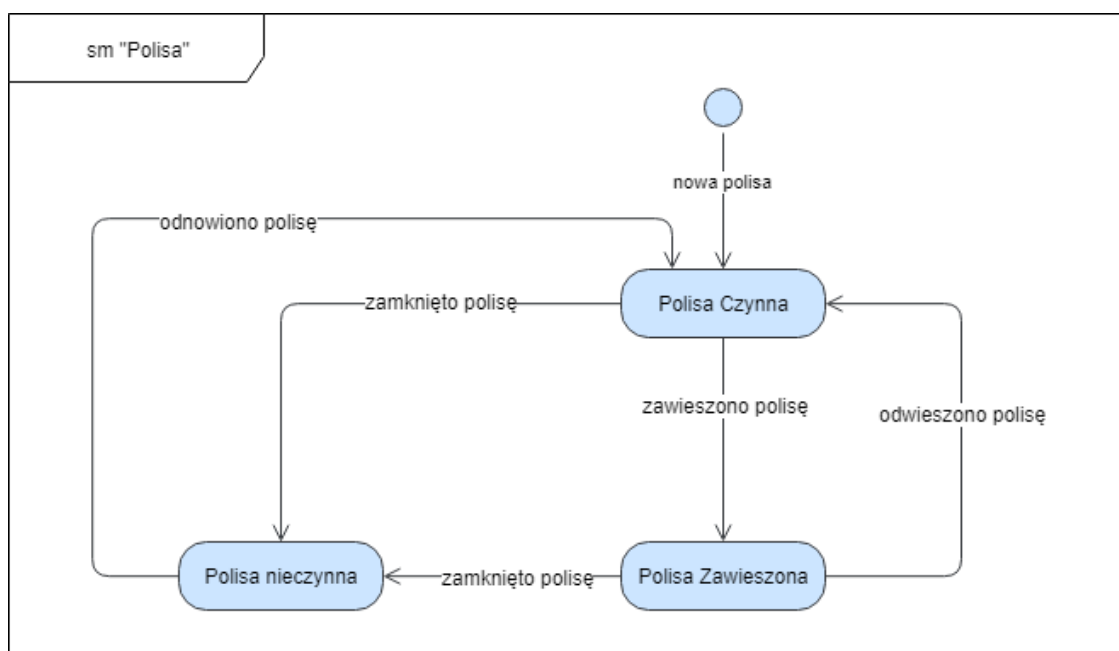 sm "Polisa"
nowa polisa
odnowiono polisę
Polisa Czynna
zamknięto polisę
zawieszono polisę
odwieszono polisę
Polisa nieczynna
zamknięto polisę
Polisa Zawieszona